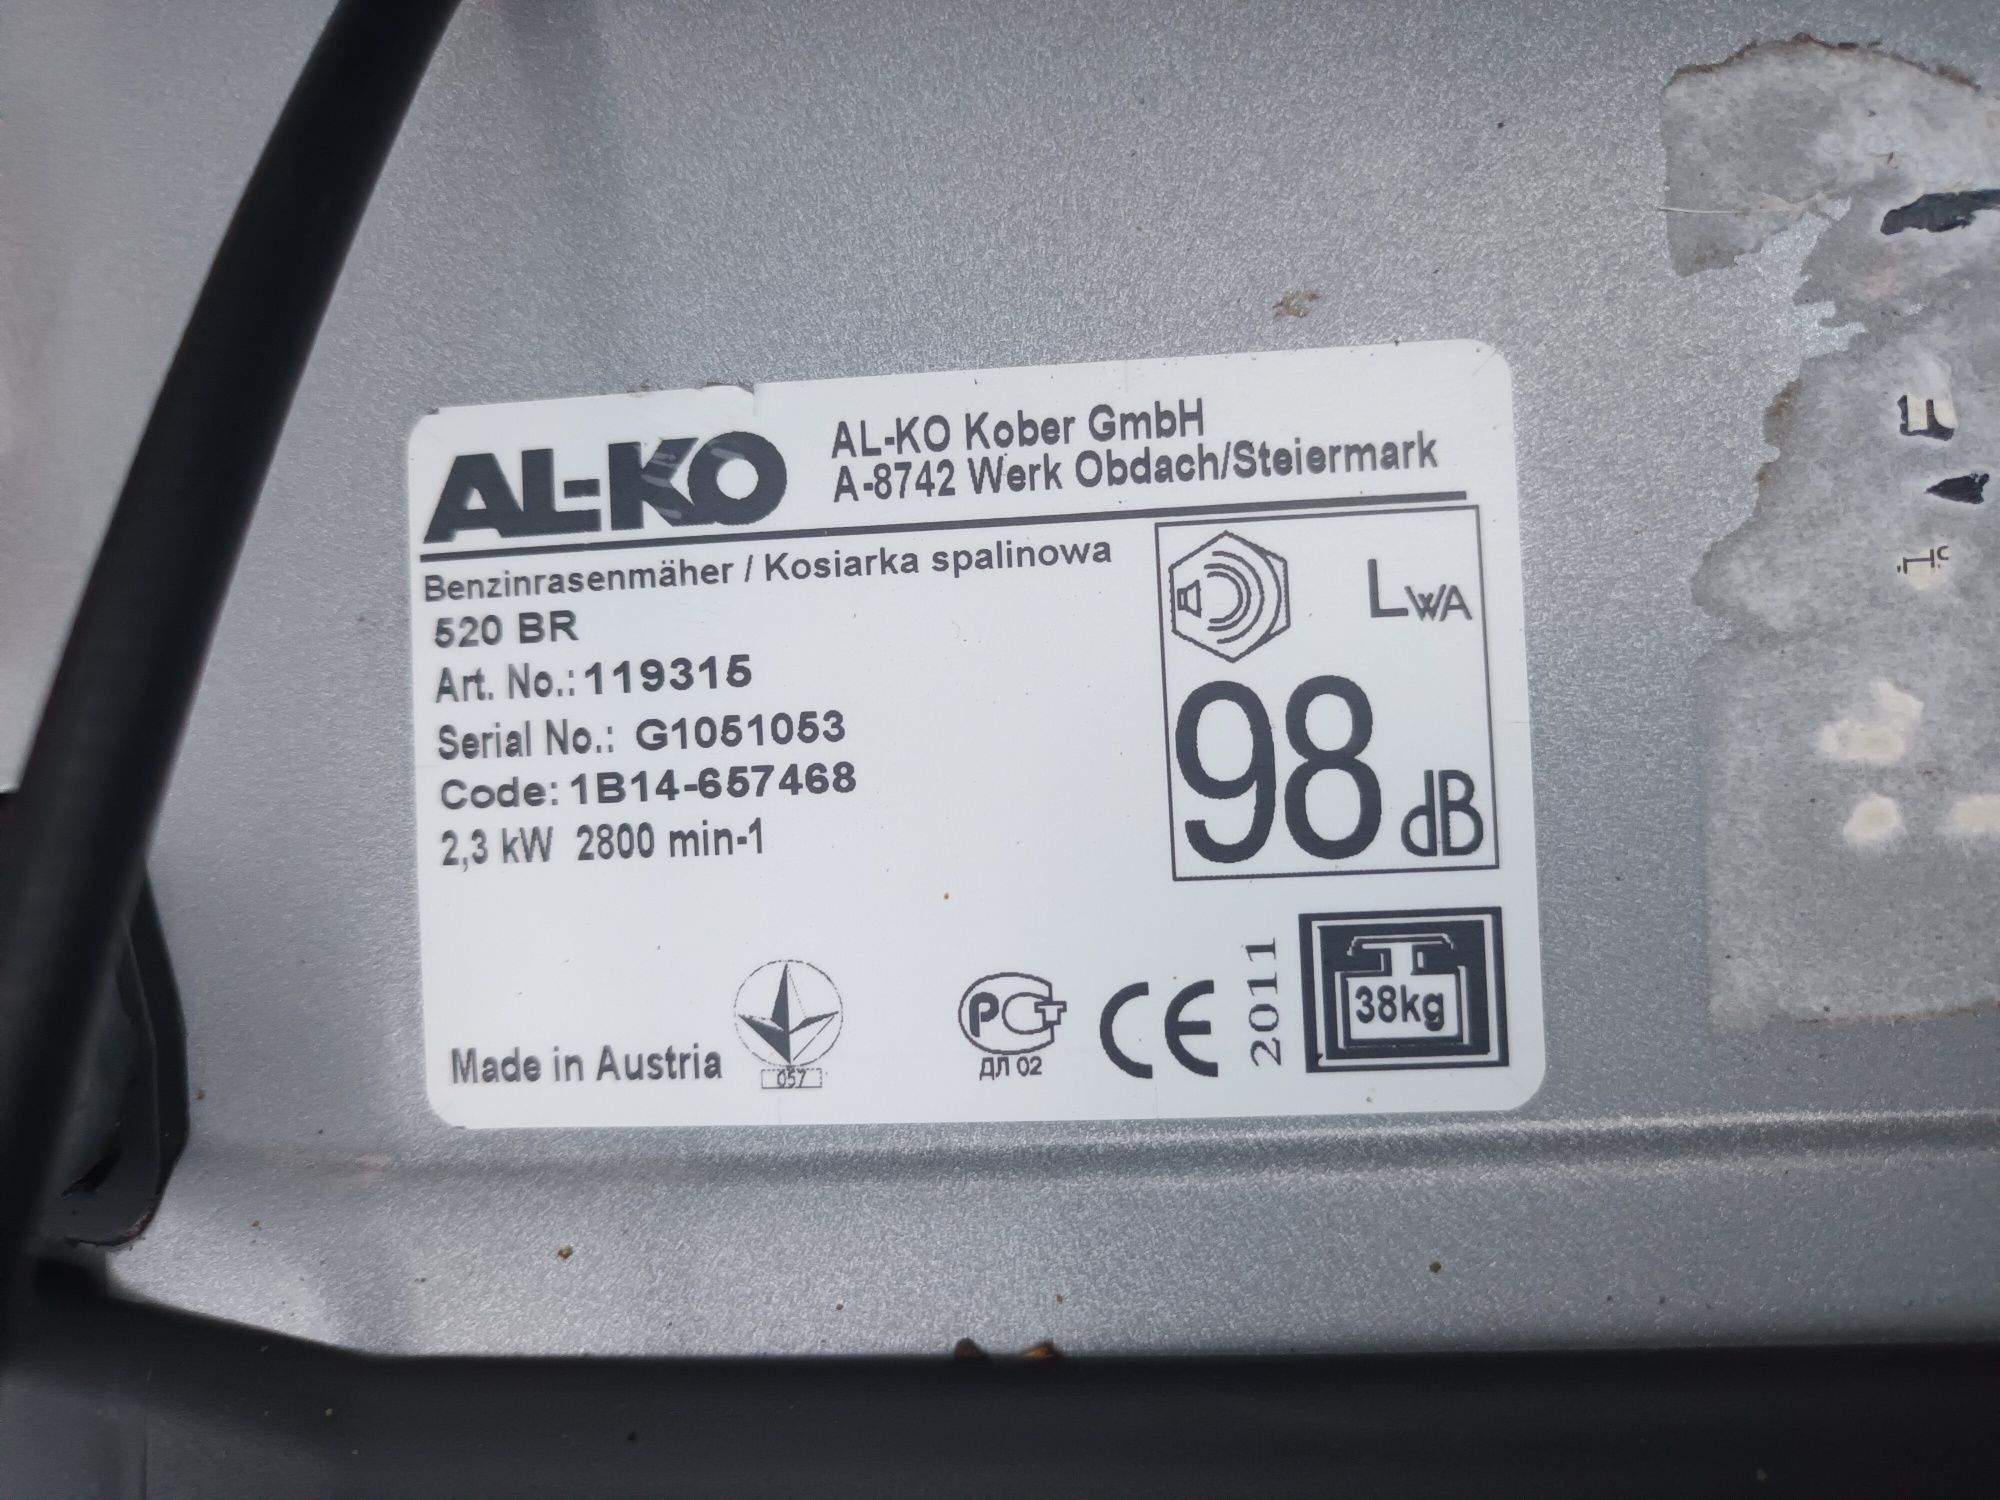 AL-KO
AL-KO Kober GmbH
A-8742 Werk Obdach/Steiermark
Benzinrasenmäher / Kosiarka spalinowa
520 BR
Art. No.: 119315
Serial No.: G1051053
Code: 1B14-657468
2,3 kW 2800 min-1
LWA
98 dB
Made in Austria
057
РСТ
ДЛ 02
CE
2011
38kg